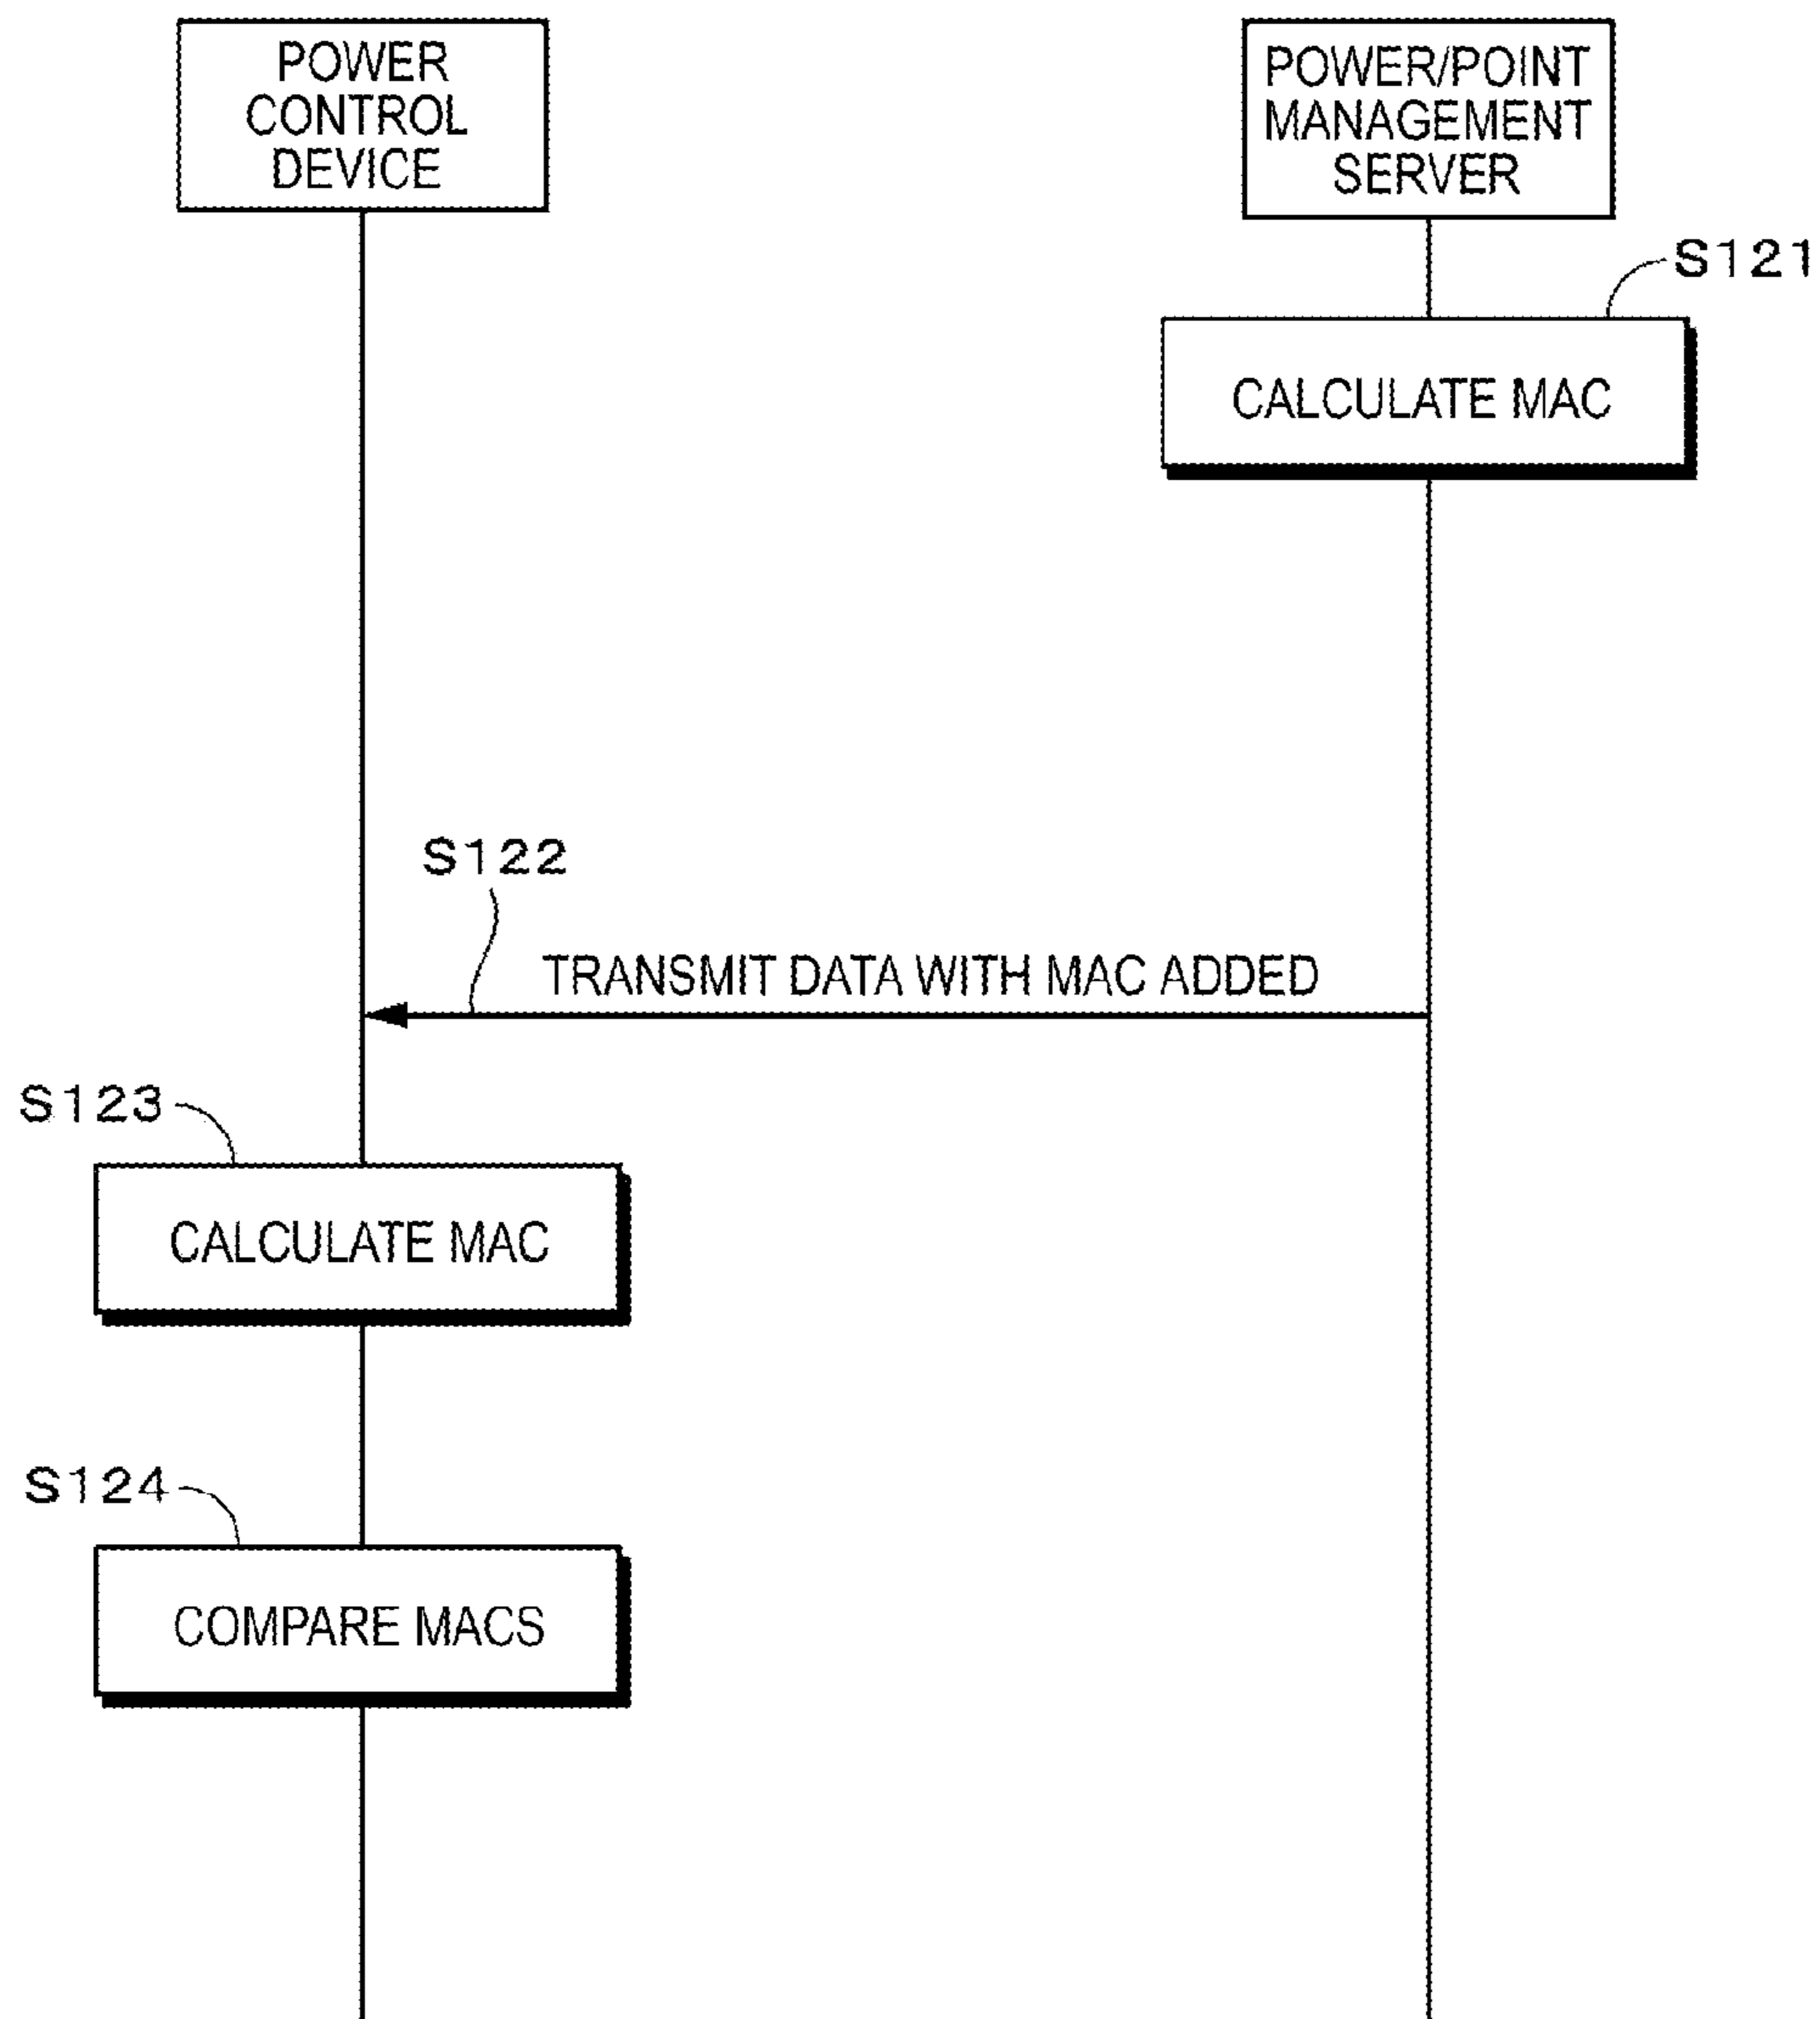 POWER
CONTROL
DEVICE
POWER/POINT
MANAGEMENT
SERVER
S121
CALCULATE MAC
S122
TRANSMIT DATA WITH MAC ADDED
S123
CALCULATE MAC
S124
COMPARE MACS